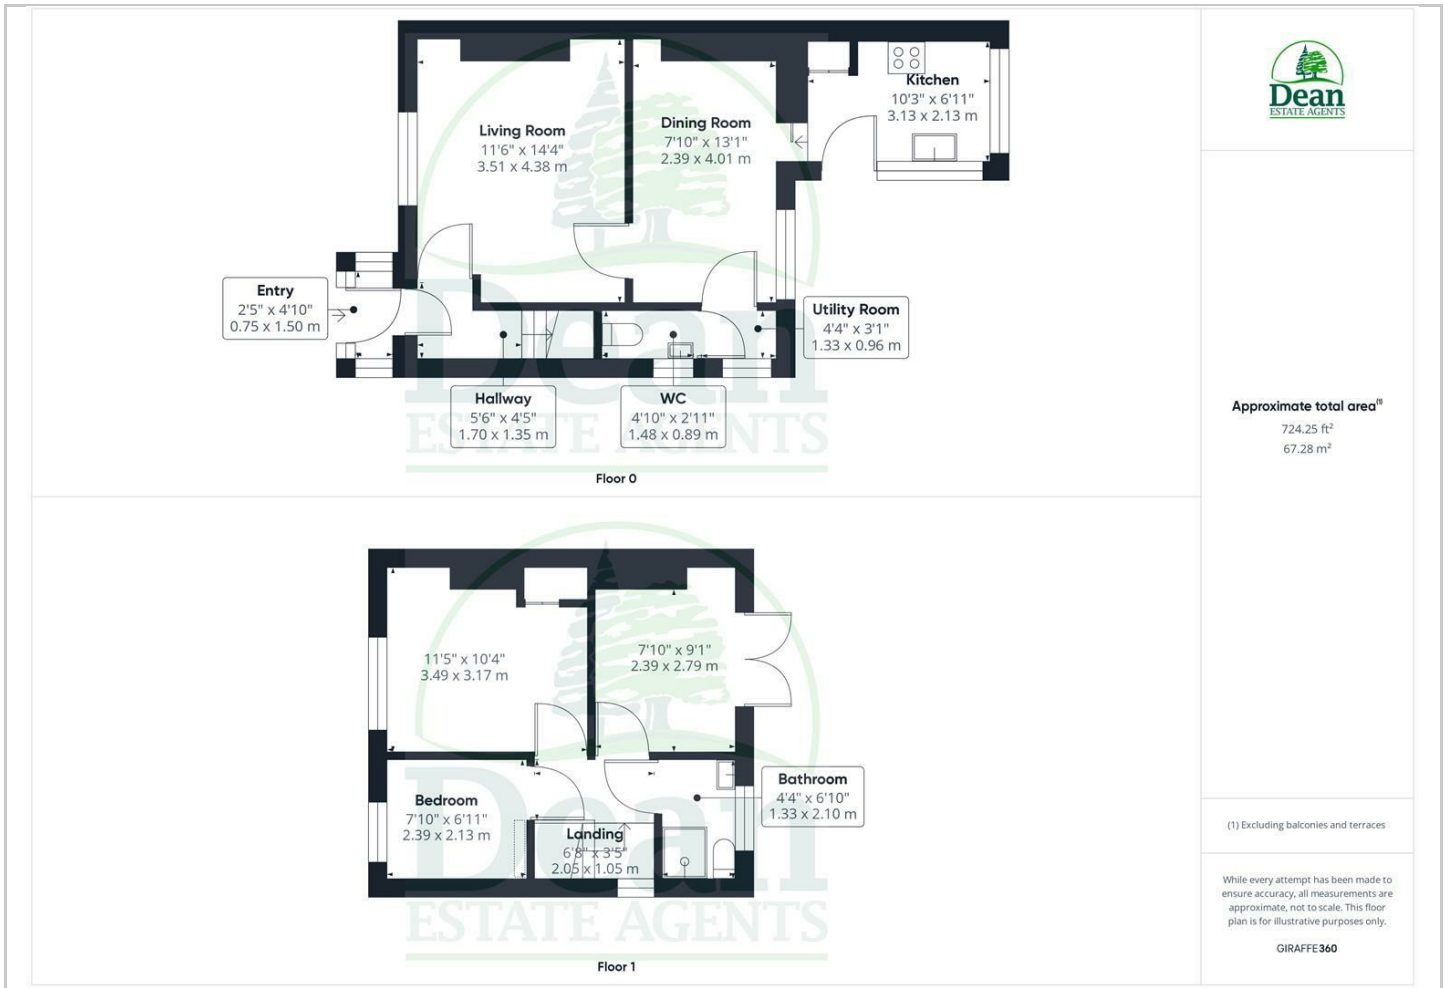 Kitchen
10'3" x 6'11"
3.13 x 2.13 m
Living Room
11'6" x 14'4"
3.51 x 4.38 m
Dining Room
7'10" x 13'1"
2.39 x 4.01 m
Entry
2'5" x 4'10"
0.75 x 1.50 m
Utility Room
4'4" x 3'1"
1.33 x 0.96 m
Hallway
5'6" x 4'5"
1.70 x 1.35 m
WC
4'10" x 2'11"
1.48 x 0.89 m
Dean
ESTATE AGENTS
Floor 0
11'5" x 10'4"
3.49 x 3.17 m
7'10" x 9'1"
2.39 x 2.79 m
Bedroom
7'10" x 6'11"
2.39 x 2.13 m
Landing
6'8" x 3'5"
2.05 x 1.05 m
Bathroom
4'4" x 6'10"
1.33 x 2.10 m
Dean
ESTATE AGENTS
Floor 1
Dean
ESTATE AGENTS
Approximate total area(1)
724.25 ft²
67.28 m²
(1) Excluding balconies and terraces
While every attempt has been made to
ensure accuracy, all measurements are
approximate, not to scale. This floor
plan is for illustrative purposes only.
GIRAFFE360